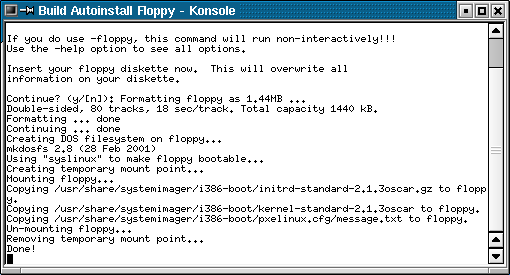 Build Autoinstall Floppy - Konsole
If you do use -floppy, this command will run non-interactively!!!
Use the -help option to see all options.
Insert your floppy diskette now.  This will overwrite all
information on your diskette.
Continue? (y/[n]): Formatting floppy as 1.44MB ...
Double-sided, 80 tracks, 18 sec/track. Total capacity 1440 kB.
Formatting ... done
Continuing ... done
Creating DOS filesystem on floppy...
mkdosfs 2.8 (28 Feb 2001)
Using "syslinux" to make floppy bootable...
Creating temporary mount point...
Mounting floppy...
Copying /usr/share/systemimager/i386-boot/initrd-standard-2.1.3oscar.gz to flopp
y.
Copying /usr/share/systemimager/i386-boot/kernel-standard-2.1.3oscar to floppy.
Copying /usr/share/systemimager/i386-boot/pxelinux.cfg/message.txt to floppy.
Un-mounting floppy...
Removing temporary mount point...
Done!